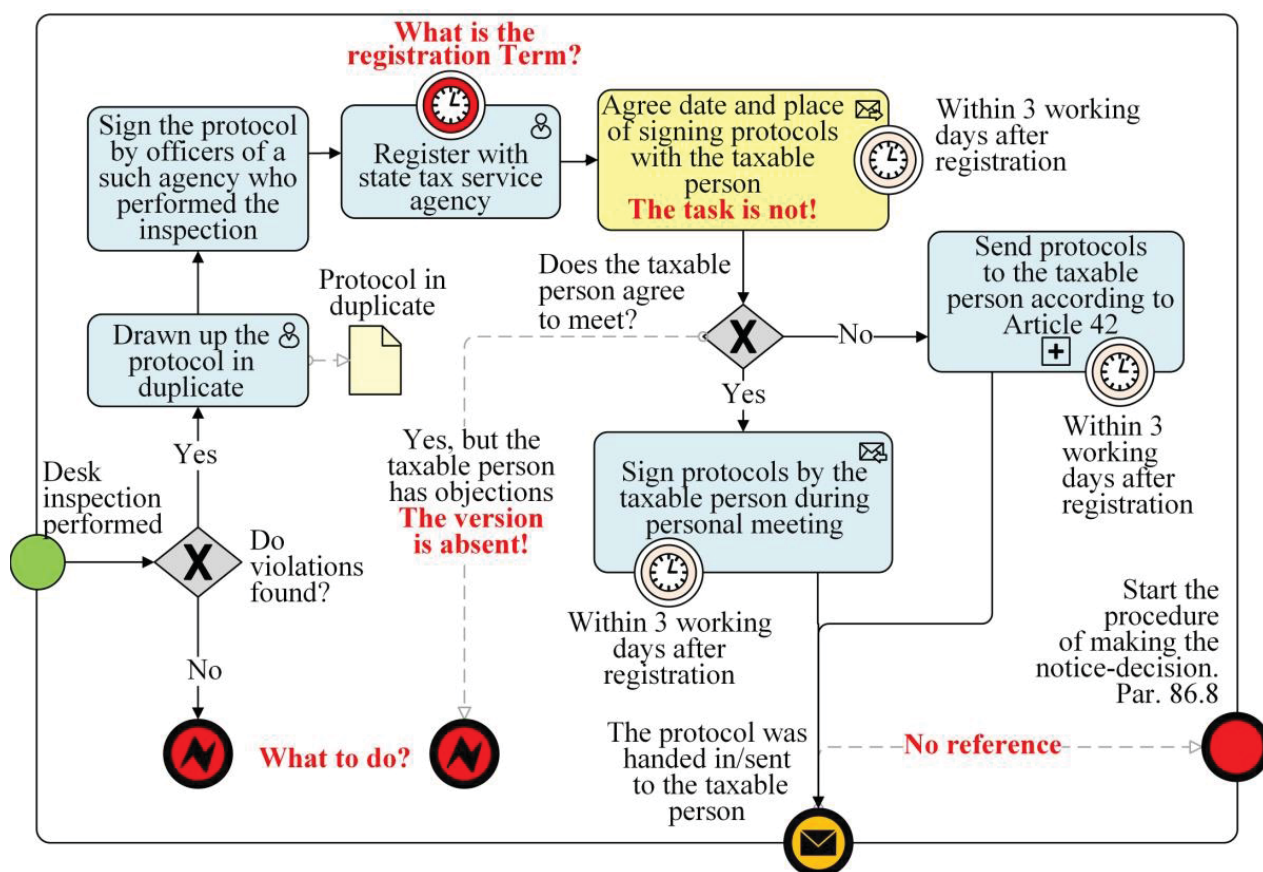 What is the
registration Term?
Sign the protocol
by officers of a
such agency who
performed the
inspection
Register with
state tax service
agency
Agree date and place
of signing protocols
with the taxable
person
The task is not!
Within 3 working
days after
registration
Does the taxable
person agree
to meet?
Send protocols
to the taxable
person according to
Article 42
Protocol in
duplicate
Drawn up the
protocol in
duplicate
X
No
Yes
Within 3
working
days after
registration
Yes
Yes, but the
taxable person
has objections
The version
is absent!
Sign protocols by the
taxable person during
personal meeting
Desk
inspection
performed
X
Do
violations
found?
Within 3 working
days after
registration
Start the
procedure
of making the
notice-decision.
Par. 86.8
No
What to do?
The protocol was
handed in/sent
to the taxable
person
No reference